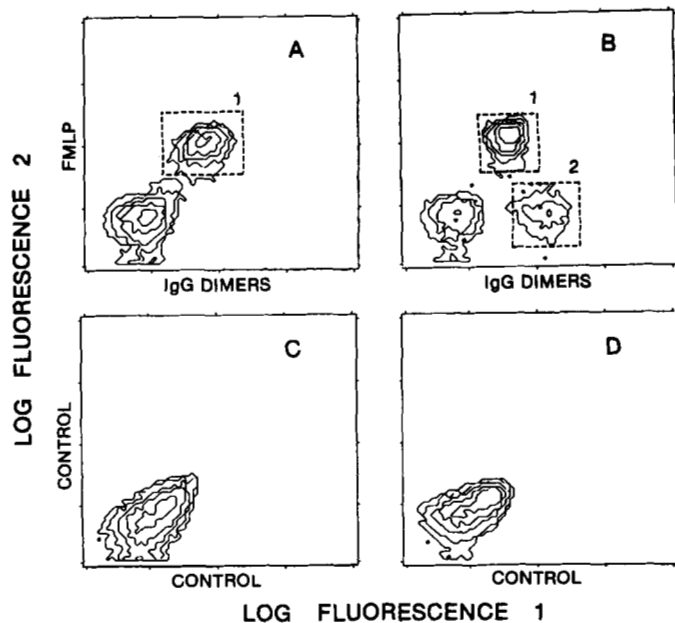 A
1
B
1
2
FMLP
IgG DIMERS
IgG DIMERS
LOG FLUORESCENCE 2
C
D
CONTROL
CONTROL
CONTROL
LOG FLUORESCENCE 1